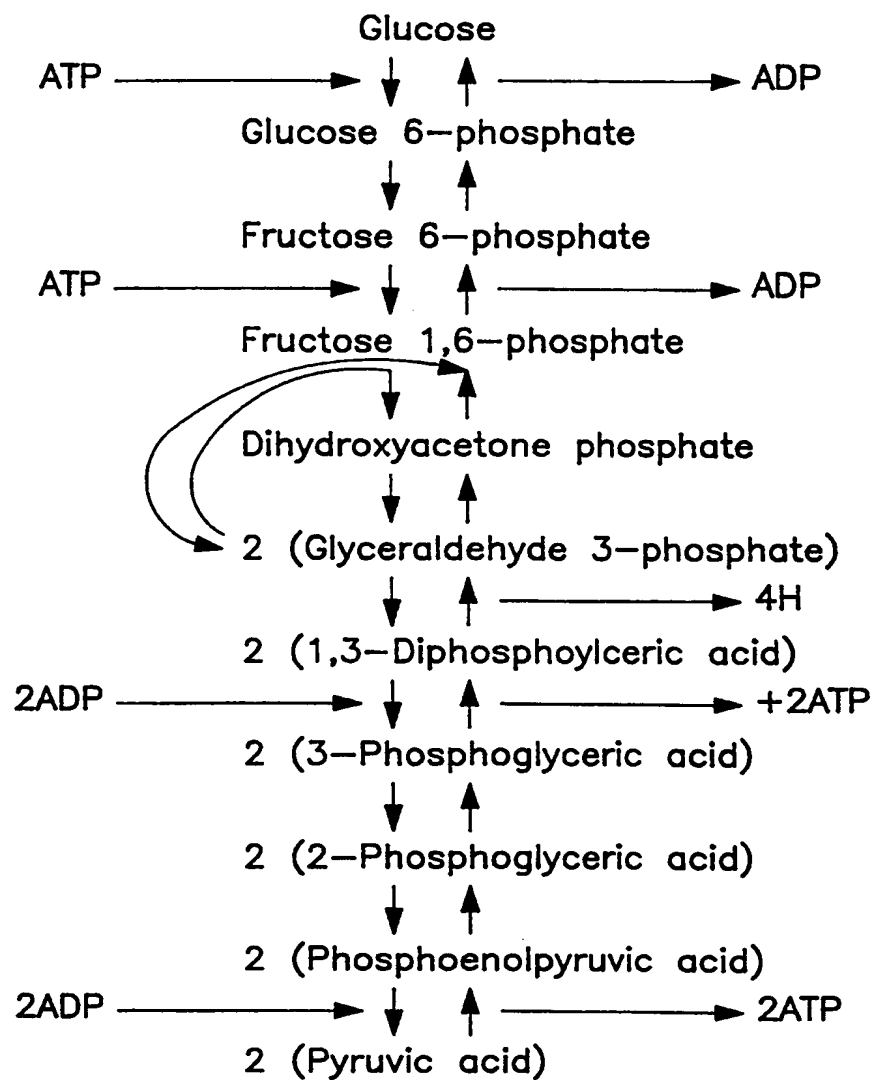 Glucose
ATP ADP
Glucose 6-phosphate
Fructose 6-phosphate
ATP ADP
Fructose 1,6-phosphate
Dihydroxyacetone phosphate
2 (Glyceraldehyde 3-phosphate)
4H
2 (1,3-Diphosphoylceric acid)
2ADP +2ATP
2 (3-Phosphoglyceric acid)
2 (2-Phosphoglyceric acid)
2 (Phosphoenolpyruvic acid)
2ADP 2ATP
2 (Pyruvic acid)